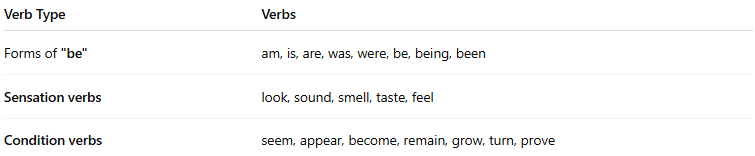 Verb Type Verbs
Forms of "be" am, is, are, was, were, be, being, been
Sensation verbs look, sound, smell, taste, feel
Condition verbs seem, appear, become, remain, grow, turn, prove